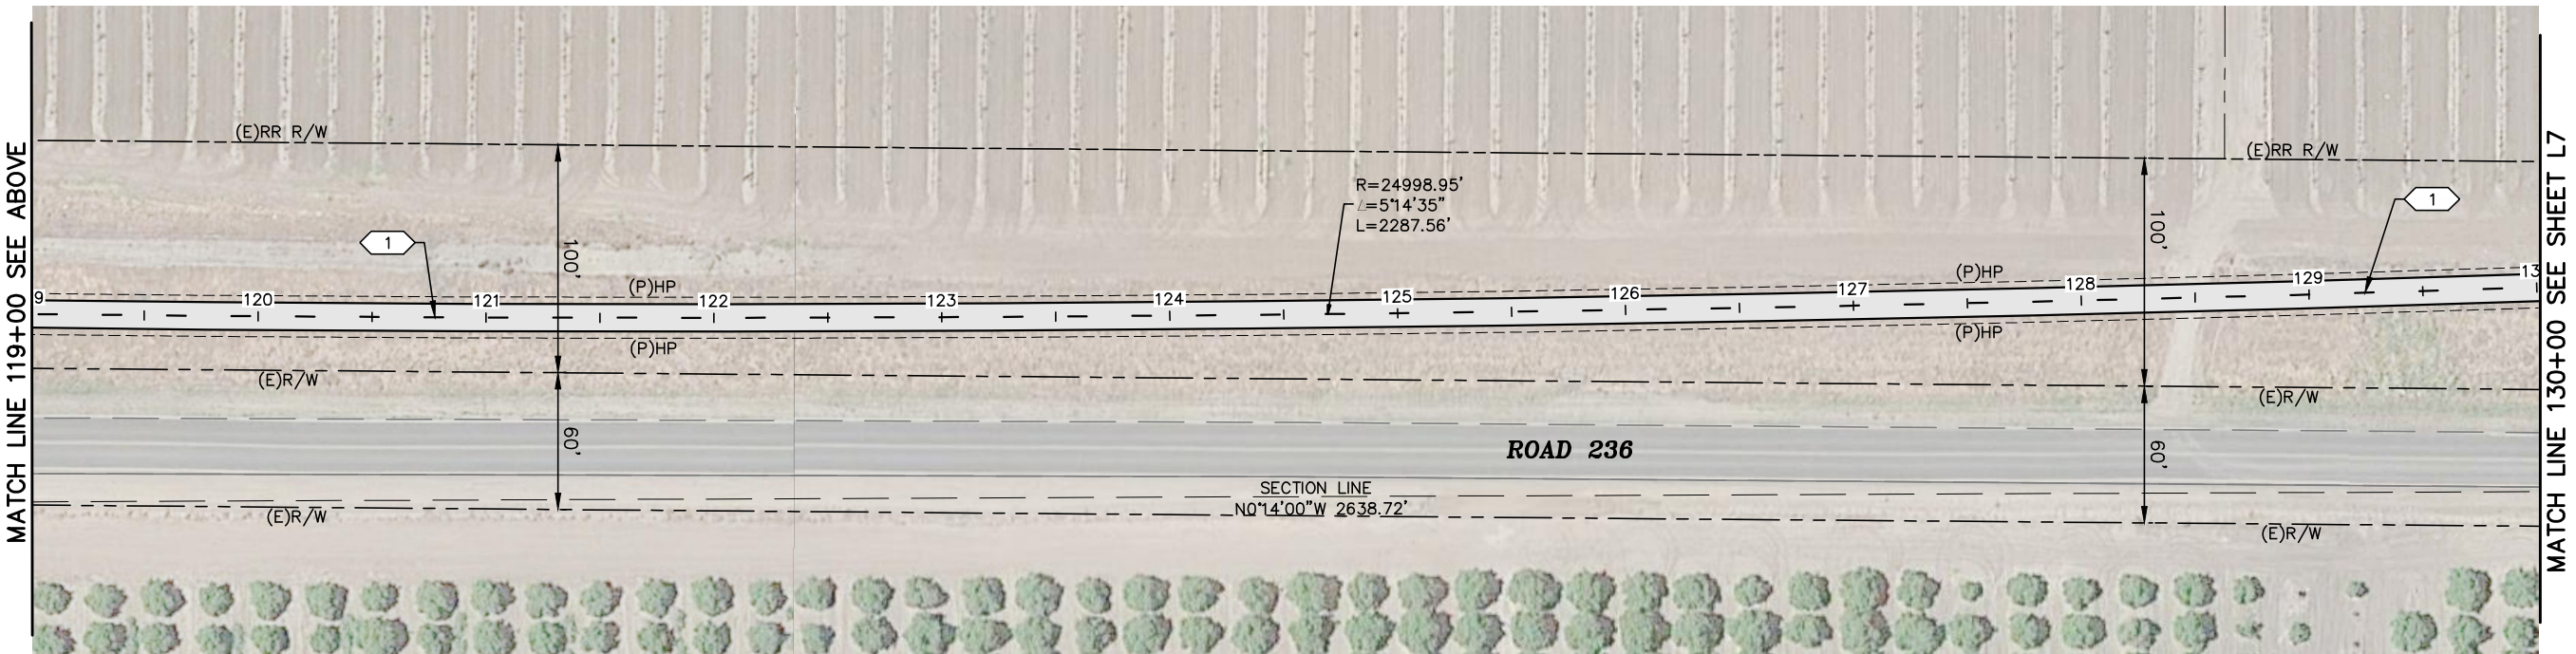 MATCH LINE 119+00 SEE ABOVE
(E)RR R/W
(E)RR R/W
MATCH LINE 130+00 SEE SHEET L7
R=24998.95'
Δ=5°14'35"
L=2287.56'
1
1
100'
100'
(P)HP
(P)HP
9
120
121
122
123
124
125
126
127
128
129
13
(P)HP
(P)HP
(E)R/W
(E)R/W
60'
60'
ROAD 236
SECTION LINE
N0°14'00"W 2638.72'
(E)R/W
(E)R/W